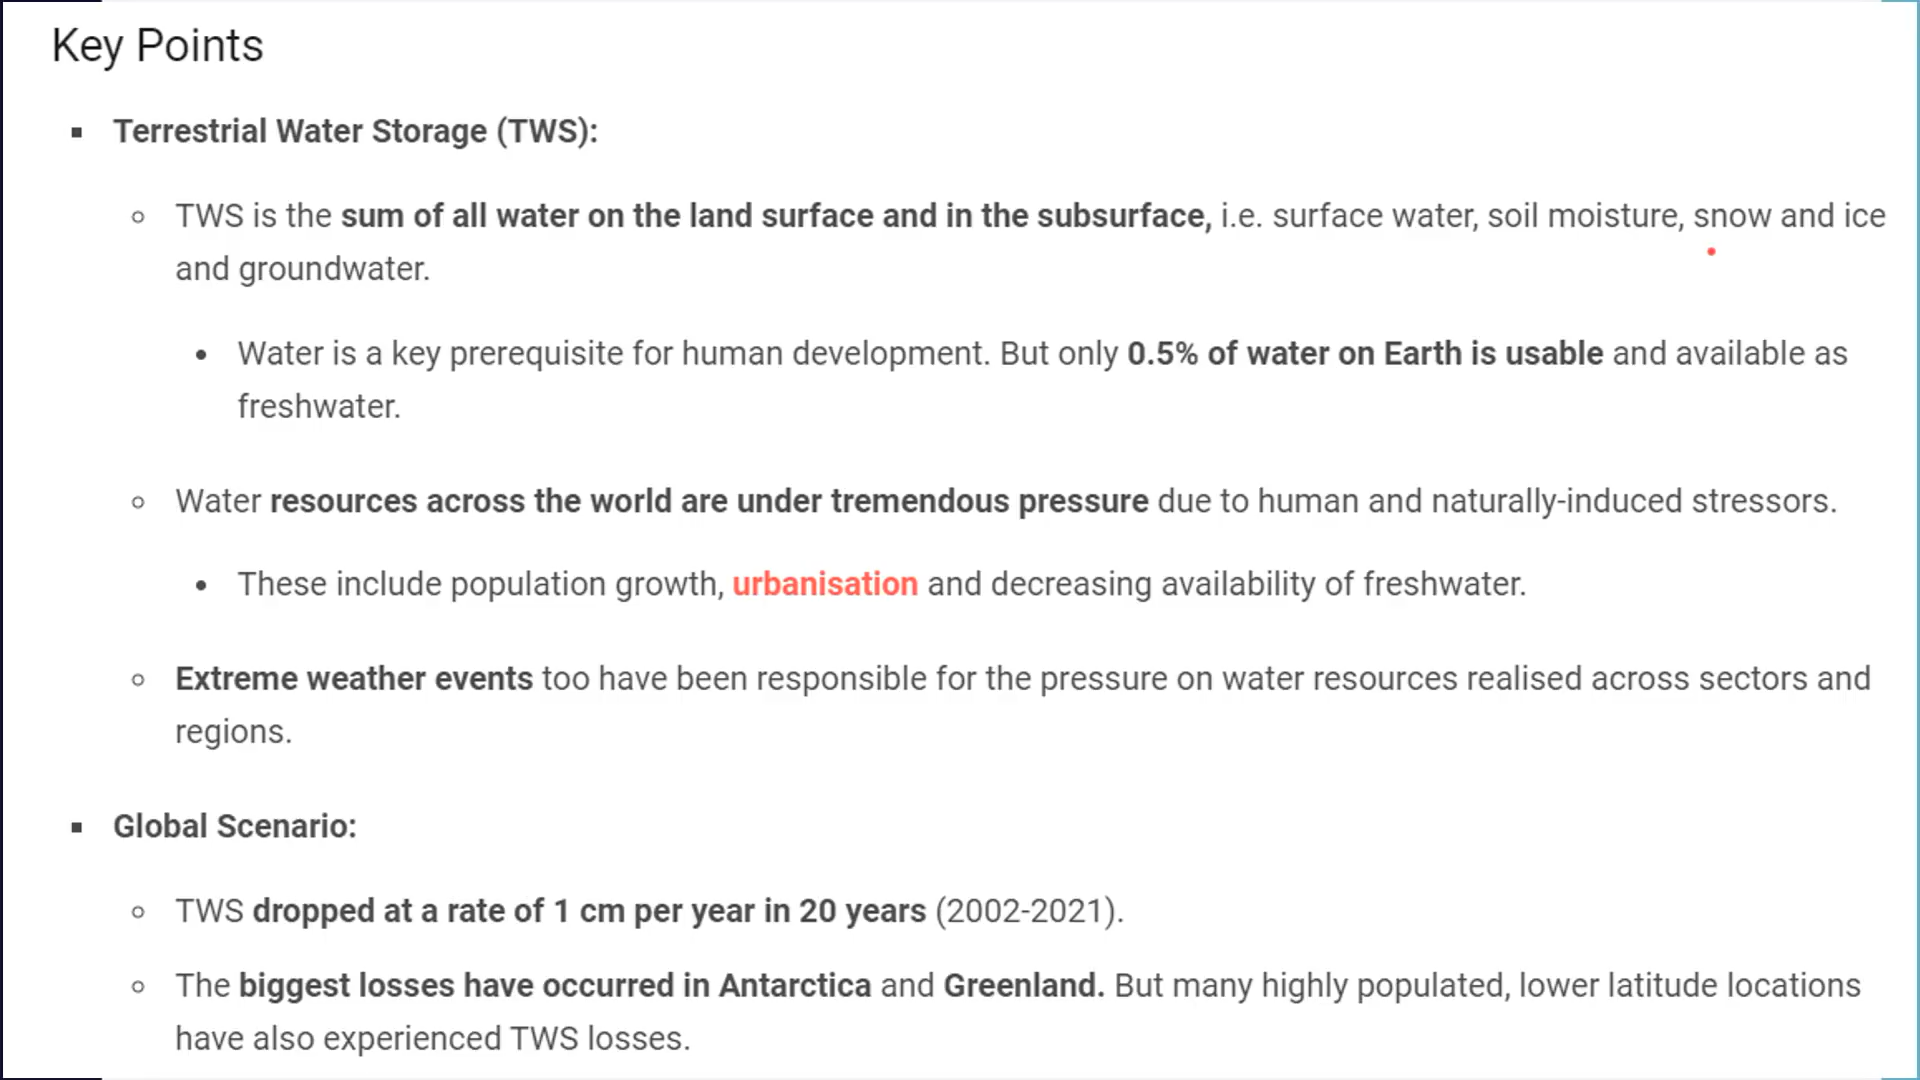 Key Points
▪ Terrestrial Water Storage (TWS):
○ TWS is the sum of all water on the land surface and in the subsurface, i.e. surface water, soil moisture, snow and ice
and groundwater.
• Water is a key prerequisite for human development. But only 0.5% of water on Earth is usable and available as
freshwater.
○ Water resources across the world are under tremendous pressure due to human and naturally-induced stressors.
• These include population growth, urbanisation and decreasing availability of freshwater.
○ Extreme weather events too have been responsible for the pressure on water resources realised across sectors and
regions.
▪ Global Scenario:
○ TWS dropped at a rate of 1 cm per year in 20 years (2002-2021).
○ The biggest losses have occurred in Antarctica and Greenland. But many highly populated, lower latitude locations
have also experienced TWS losses.